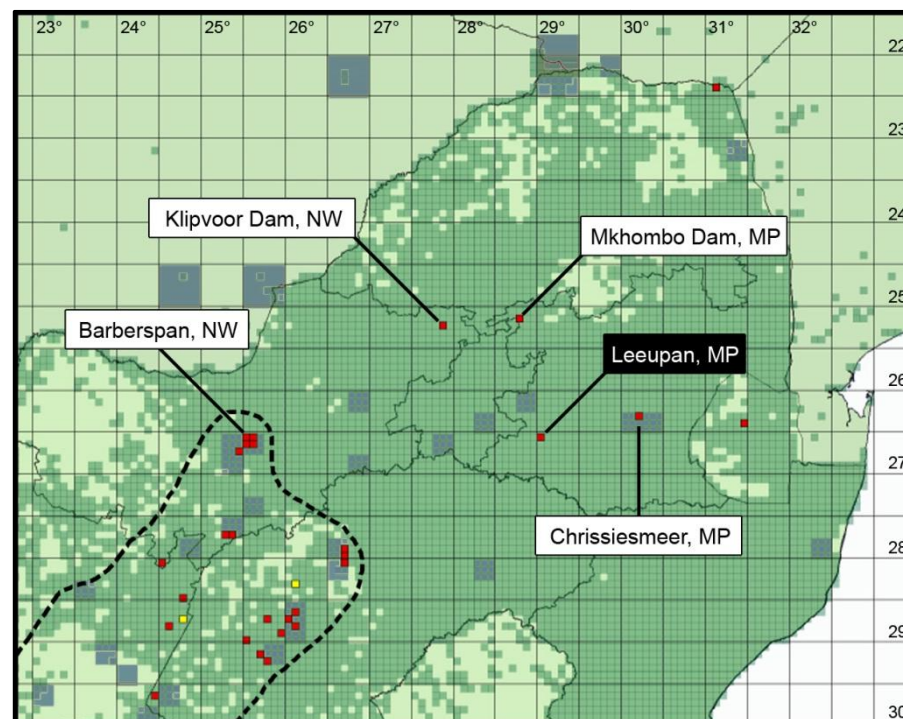 23° 24° 25° 26° 27° 28° 29° 30° 31° 32°
22
23
Klipvoor Dam, NW
24
Mkhombo Dam, MP
25
Barberspan, NW
Leeupan, MP
26
27
Chrissiesmeer, MP
28
29
30